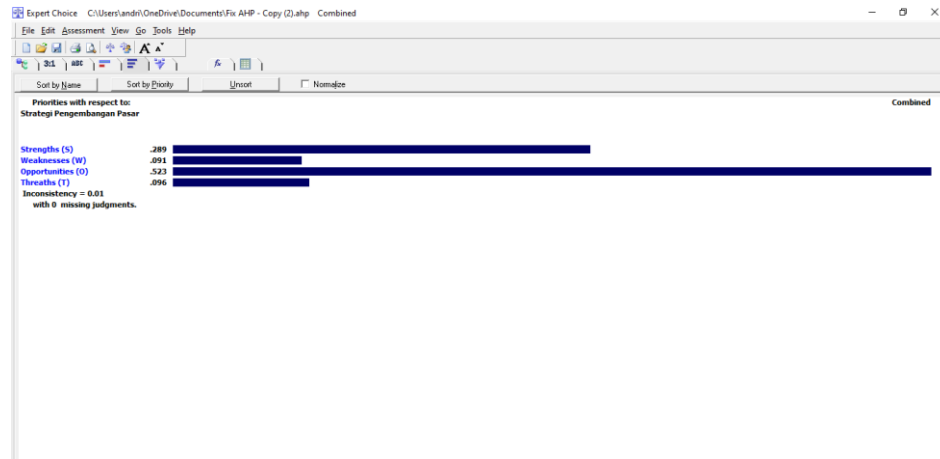 Expert Choice C:\Users\andri\OneDrive\Documents\Fix AHP - Copy (2).ahp Combined
File Edit Assessment View Go Tools Help
A A
3:1 ABC fx
Sort by Name Sort by Priority Unsort Normalize
Priorities with respect to: Combined
Strategi Pengembangan Pasar
Strengths (S) .289
Weaknesses (W) .091
Opportunities (O) .523
Threaths (T) .096
Inconsistency = 0.01
with 0 missing judgments.